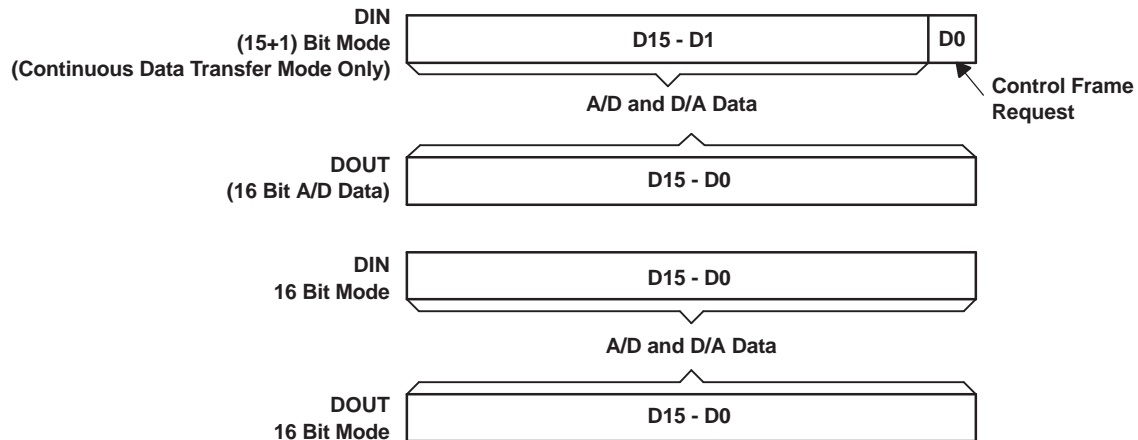 DIN
(15+1) Bit Mode
(Continuous Data Transfer Mode Only)
D15 - D1
D0
A/D and D/A Data
Control Frame
Request
DOUT
(16 Bit A/D Data)
D15 - D0
DIN
16 Bit Mode
D15 - D0
A/D and D/A Data
DOUT
16 Bit Mode
D15 - D0